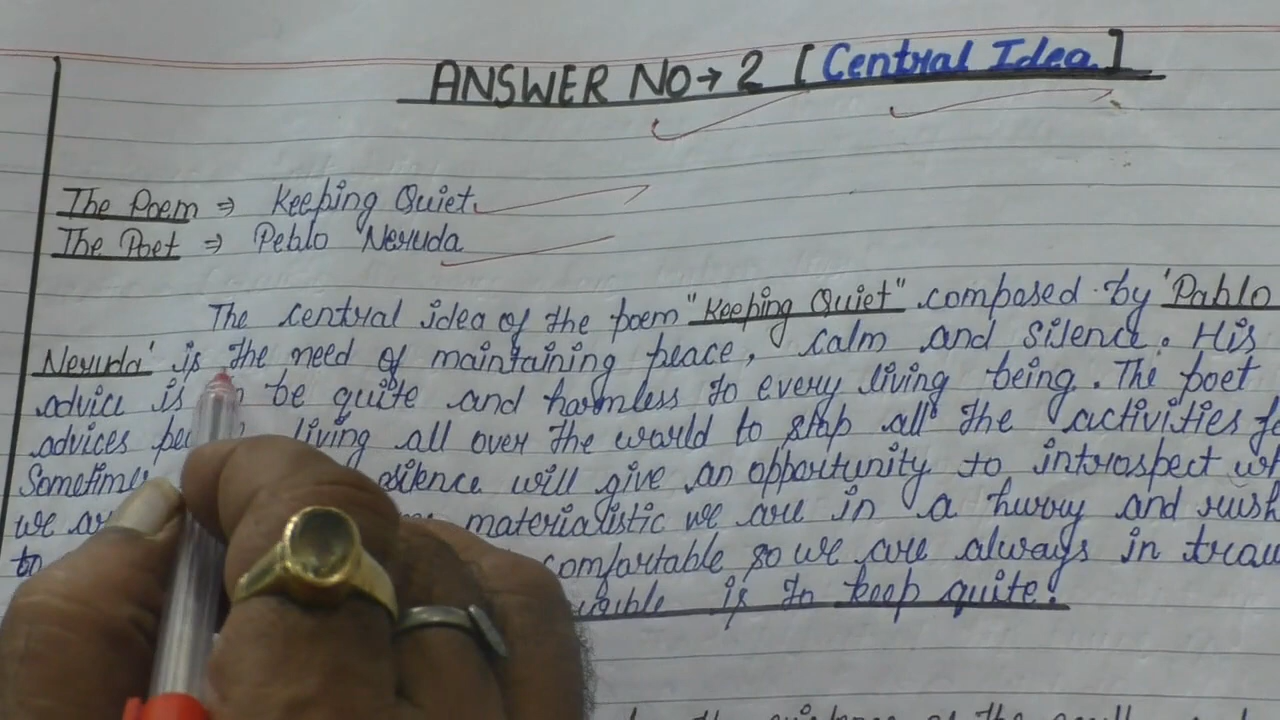 ANSWER NO→ 2 [Central Idea]
The Poem ⇒ Keeping Quiet.
The Poet ⇒ Peblo Neruda
The central idea of the poem "Keeping Quiet" composed by 'Pablo
Neruda' is the need of maintaining peace, calm and silence. His
advice is be quite and harmless to every living being. The poet
advices living all over the world to stop all the activities
Sometime silence will give an opportunity to introspect
we materialistic we are in a hurry and rush
to comfortable so we are always in
is to keep quite.